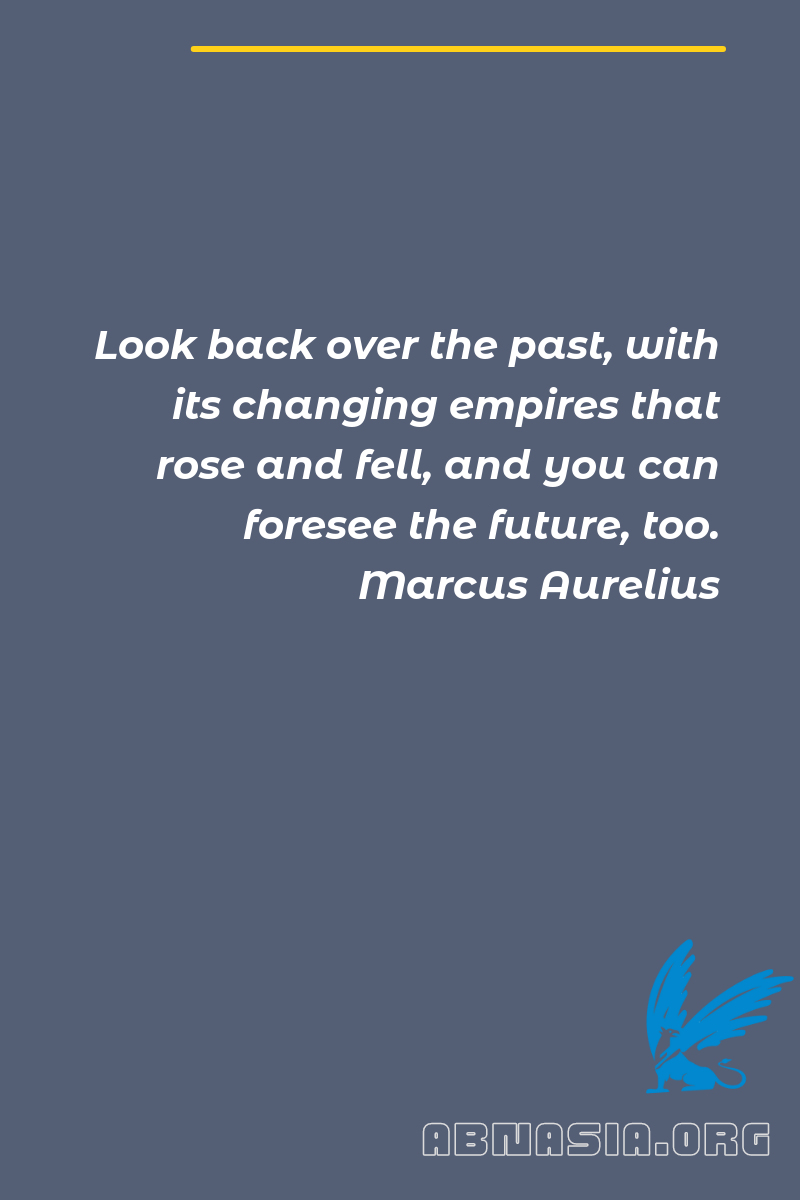 Look back over the past, with
its changing empires that
rose and fell, and you can
foresee the future, too.
Marcus Aurelius
ABNASIA.ORG